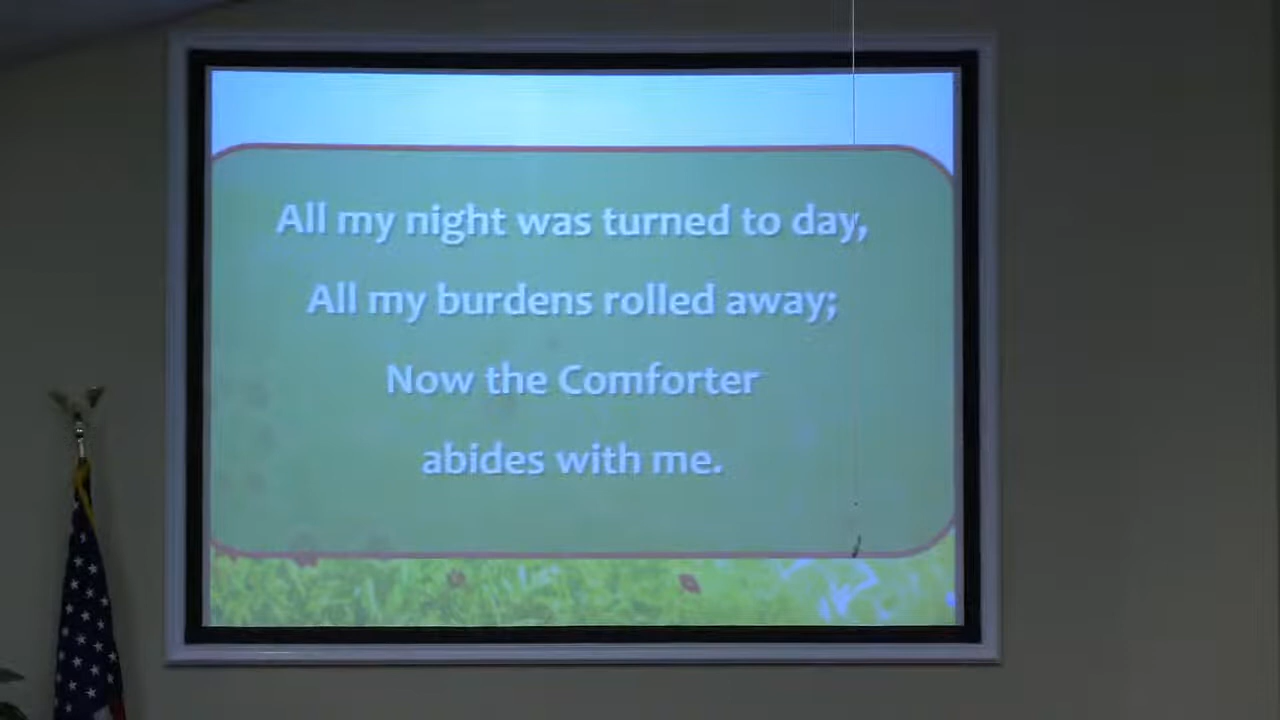 All my night was turned to day,
All my burdens rolled away;
Now the Comforter
abides with me.